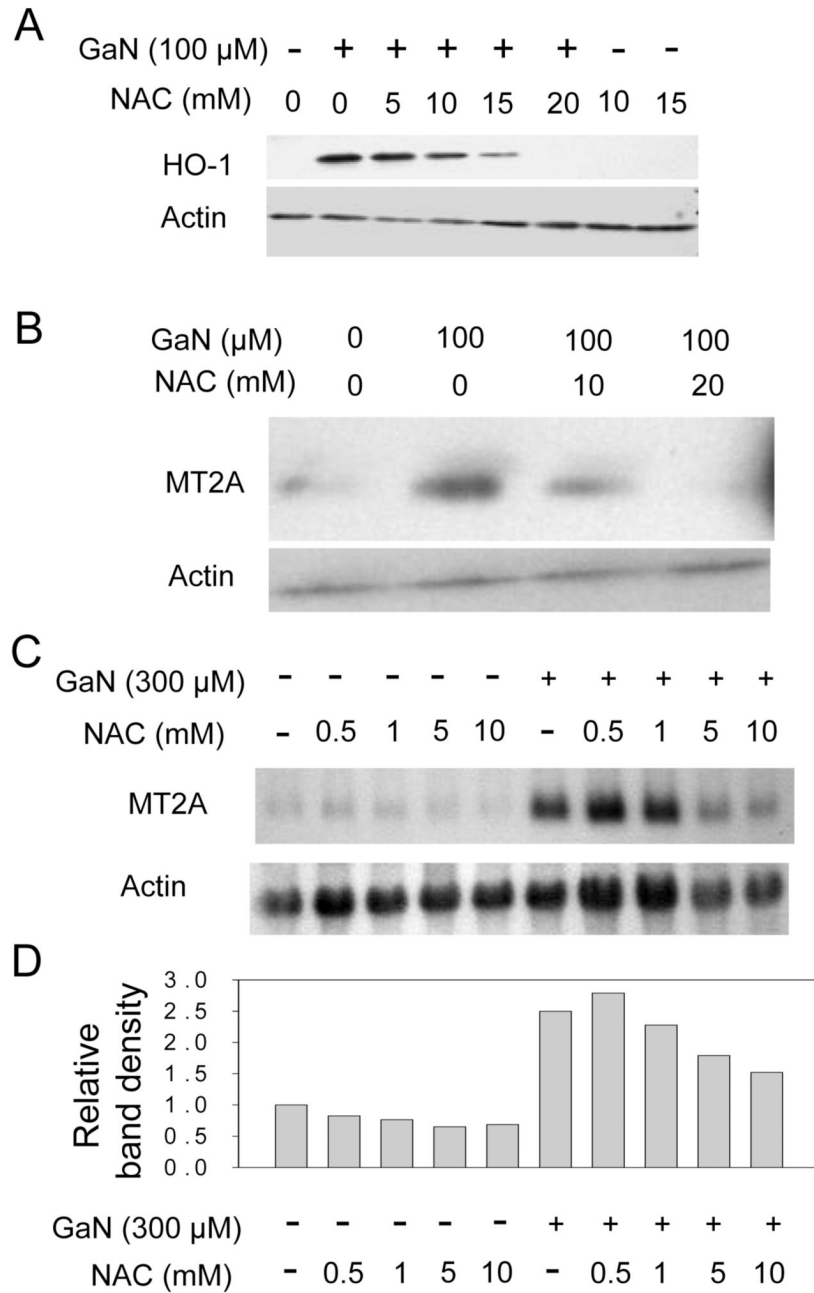 A
GaN (100 µM) - + + + + + - -
NAC (mM) 0 0 5 10 15 20 10 15
HO-1
Actin
B
GaN (µM) 0 100 100 100
NAC (mM) 0 0 10 20
MT2A
Actin
C
GaN (300 µM) - - - - - + + + + +
NAC (mM) - 0.5 1 5 10 - 0.5 1 5 10
MT2A
Actin
D
Relative
band density
3.0
2.5
2.0
1.5
1.0
0.5
0.0
GaN (300 µM) - - - - - + + + + +
NAC (mM) - 0.5 1 5 10 - 0.5 1 5 10